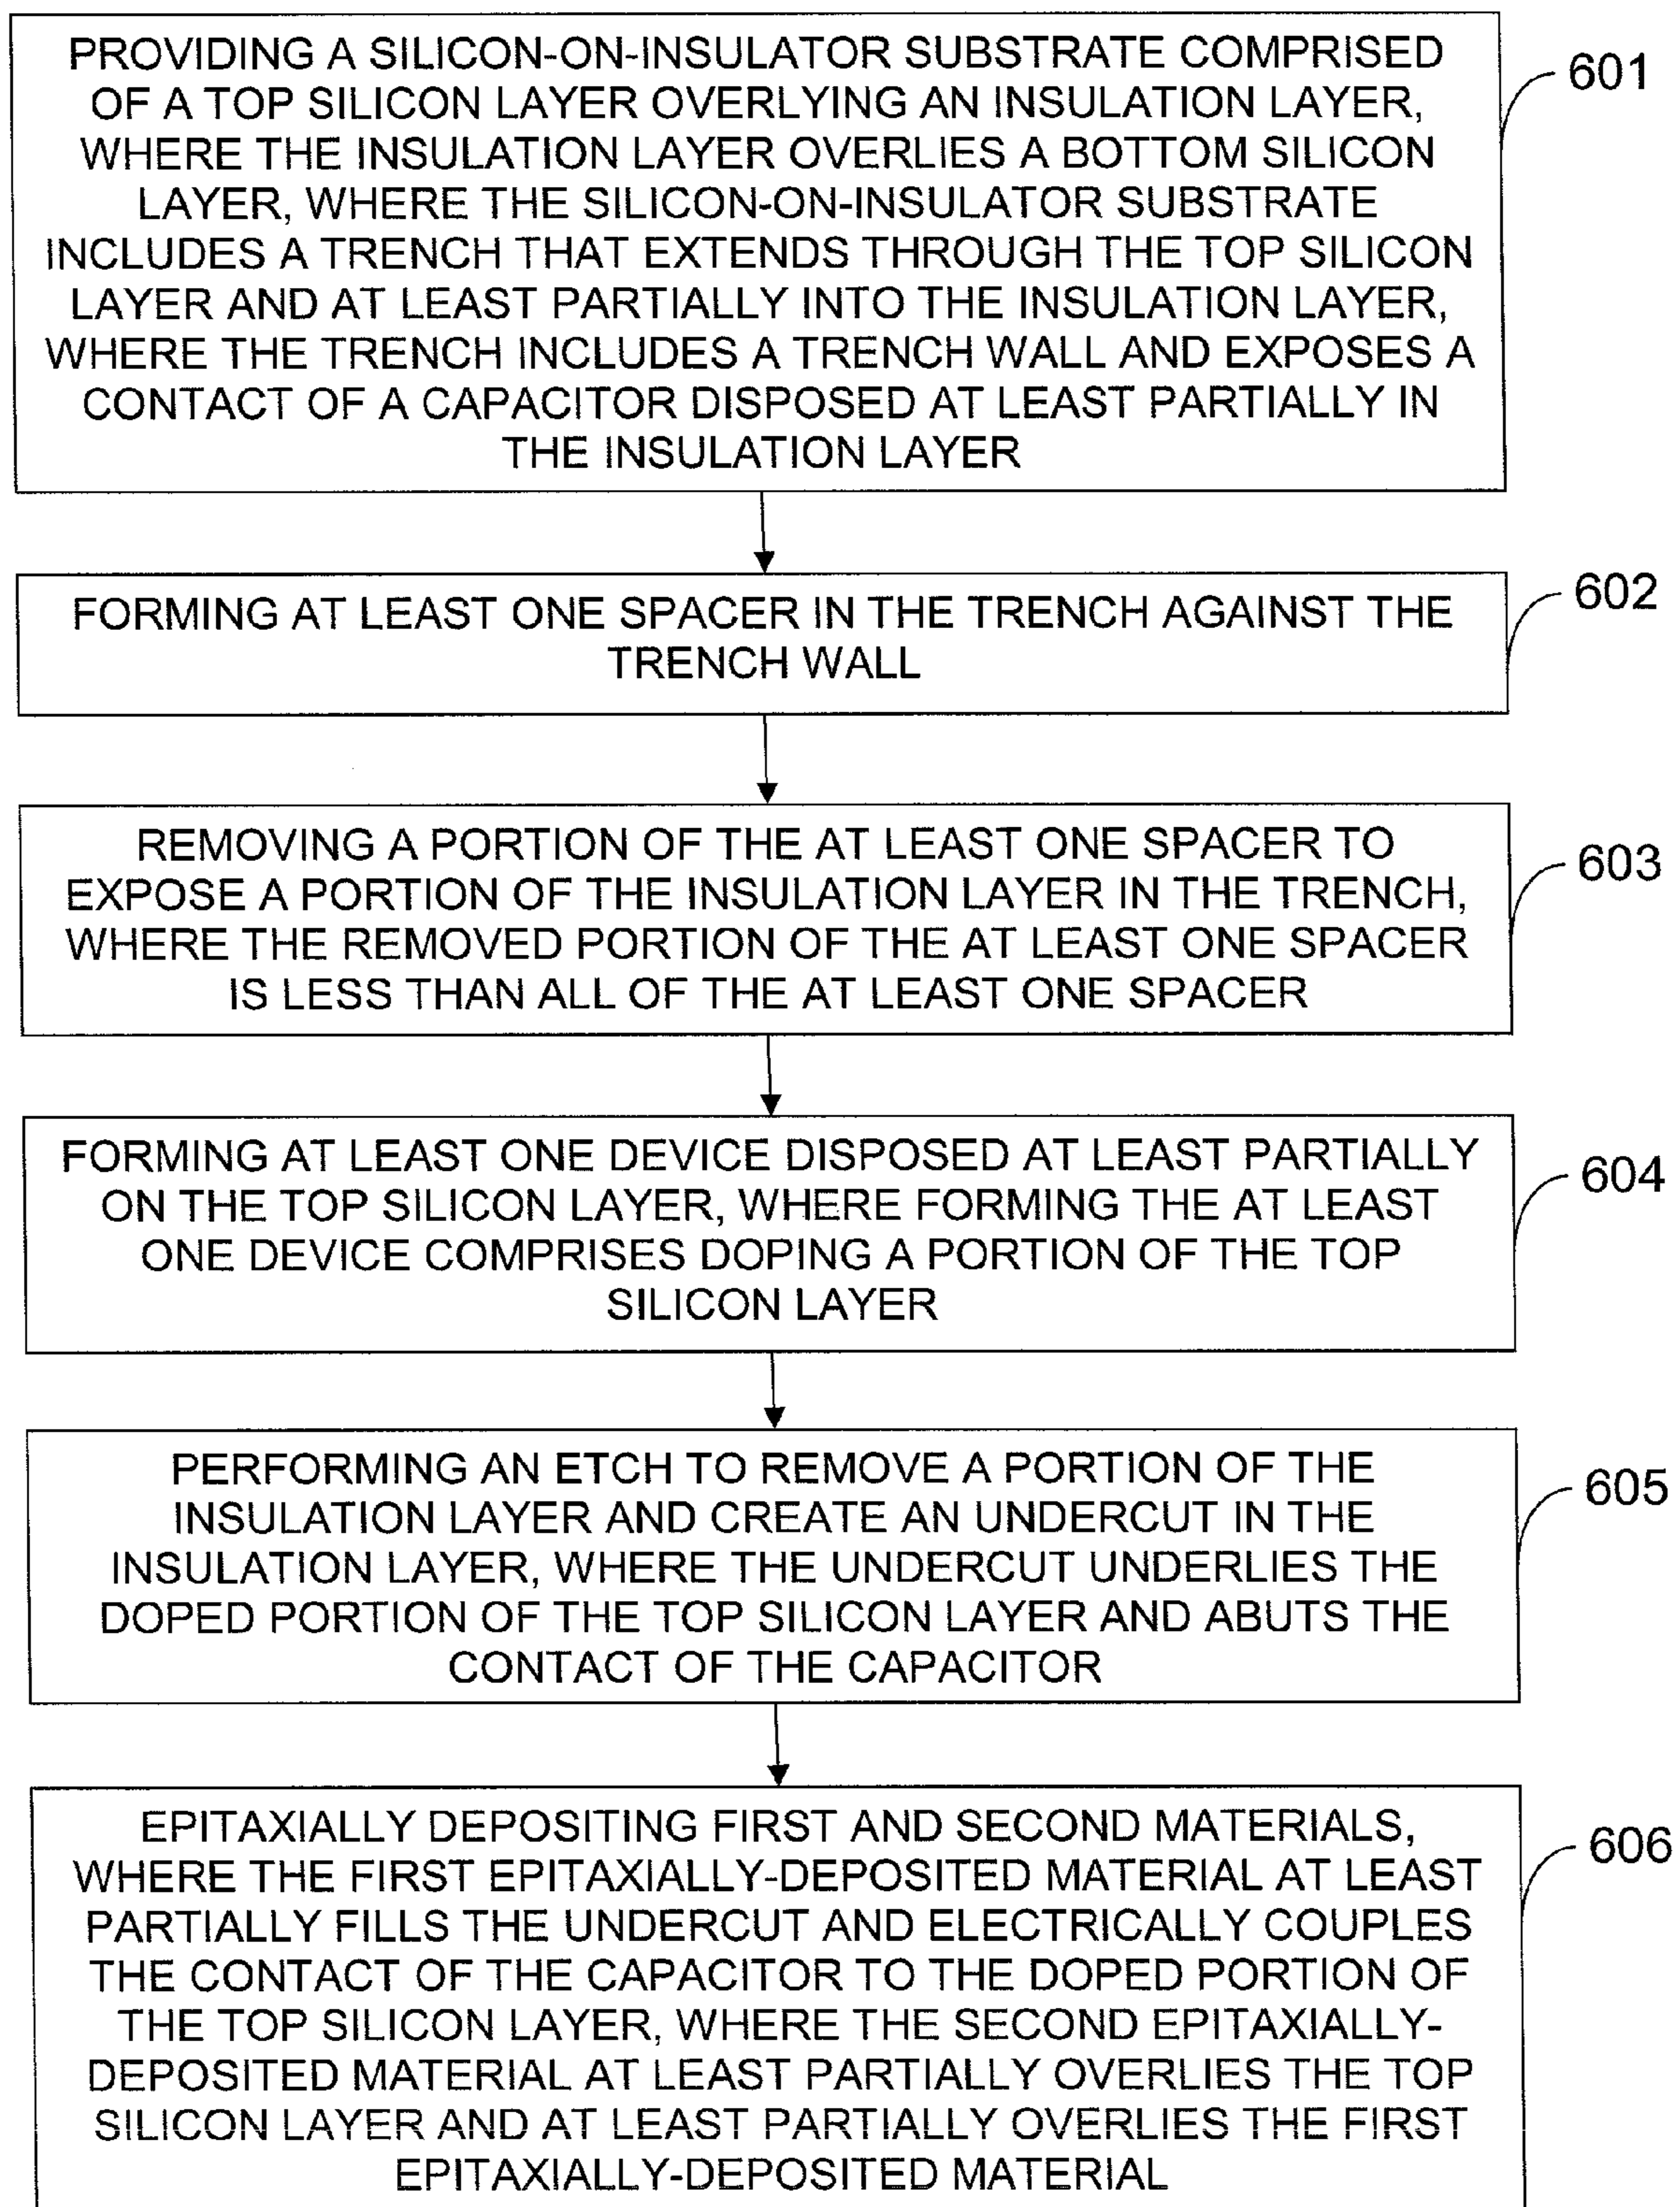 PROVIDING A SILICON-ON-INSULATOR SUBSTRATE COMPRISED
OF A TOP SILICON LAYER OVERLYING AN INSULATION LAYER,
WHERE THE INSULATION LAYER OVERLIES A BOTTOM SILICON
LAYER, WHERE THE SILICON-ON-INSULATOR SUBSTRATE
INCLUDES A TRENCH THAT EXTENDS THROUGH THE TOP SILICON
LAYER AND AT LEAST PARTIALLY INTO THE INSULATION LAYER,
WHERE THE TRENCH INCLUDES A TRENCH WALL AND EXPOSES A
CONTACT OF A CAPACITOR DISPOSED AT LEAST PARTIALLY IN
THE INSULATION LAYER
601
FORMING AT LEAST ONE SPACER IN THE TRENCH AGAINST THE
TRENCH WALL
602
REMOVING A PORTION OF THE AT LEAST ONE SPACER TO
EXPOSE A PORTION OF THE INSULATION LAYER IN THE TRENCH,
WHERE THE REMOVED PORTION OF THE AT LEAST ONE SPACER
IS LESS THAN ALL OF THE AT LEAST ONE SPACER
603
FORMING AT LEAST ONE DEVICE DISPOSED AT LEAST PARTIALLY
ON THE TOP SILICON LAYER, WHERE FORMING THE AT LEAST
ONE DEVICE COMPRISES DOPING A PORTION OF THE TOP
SILICON LAYER
604
PERFORMING AN ETCH TO REMOVE A PORTION OF THE
INSULATION LAYER AND CREATE AN UNDERCUT IN THE
INSULATION LAYER, WHERE THE UNDERCUT UNDERLIES THE
DOPED PORTION OF THE TOP SILICON LAYER AND ABUTS THE
CONTACT OF THE CAPACITOR
605
EPITAXIALLY DEPOSITING FIRST AND SECOND MATERIALS,
WHERE THE FIRST EPITAXIALLY-DEPOSITED MATERIAL AT LEAST
PARTIALLY FILLS THE UNDERCUT AND ELECTRICALLY COUPLES
THE CONTACT OF THE CAPACITOR TO THE DOPED PORTION OF
THE TOP SILICON LAYER, WHERE THE SECOND EPITAXIALLY-
DEPOSITED MATERIAL AT LEAST PARTIALLY OVERLIES THE TOP
SILICON LAYER AND AT LEAST PARTIALLY OVERLIES THE FIRST
EPITAXIALLY-DEPOSITED MATERIAL
606